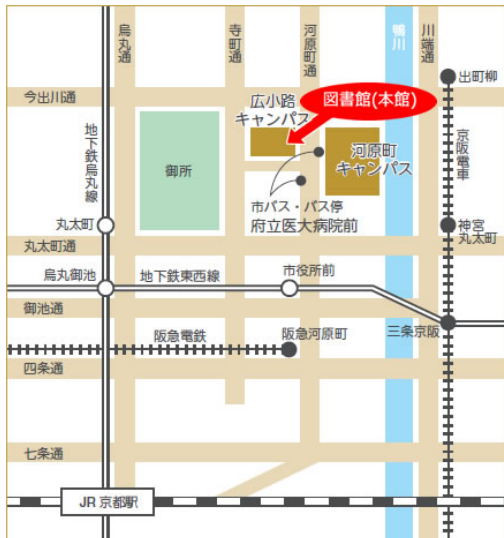 烏丸通
寺町通
河原町通
鴨川
川端通
出町柳
今出川通
広小路
キャンパス
図書館(本館)
地下鉄烏丸線
御所
河原町
キャンパス
京阪電車
市バス・バス停
府立医大病院前
丸太町
神宮
丸太町
丸太町通
烏丸御池
地下鉄東西線
市役所前
御池通
阪急電鉄
阪急河原町
三条京阪
四条通
七条通
JR 京都駅